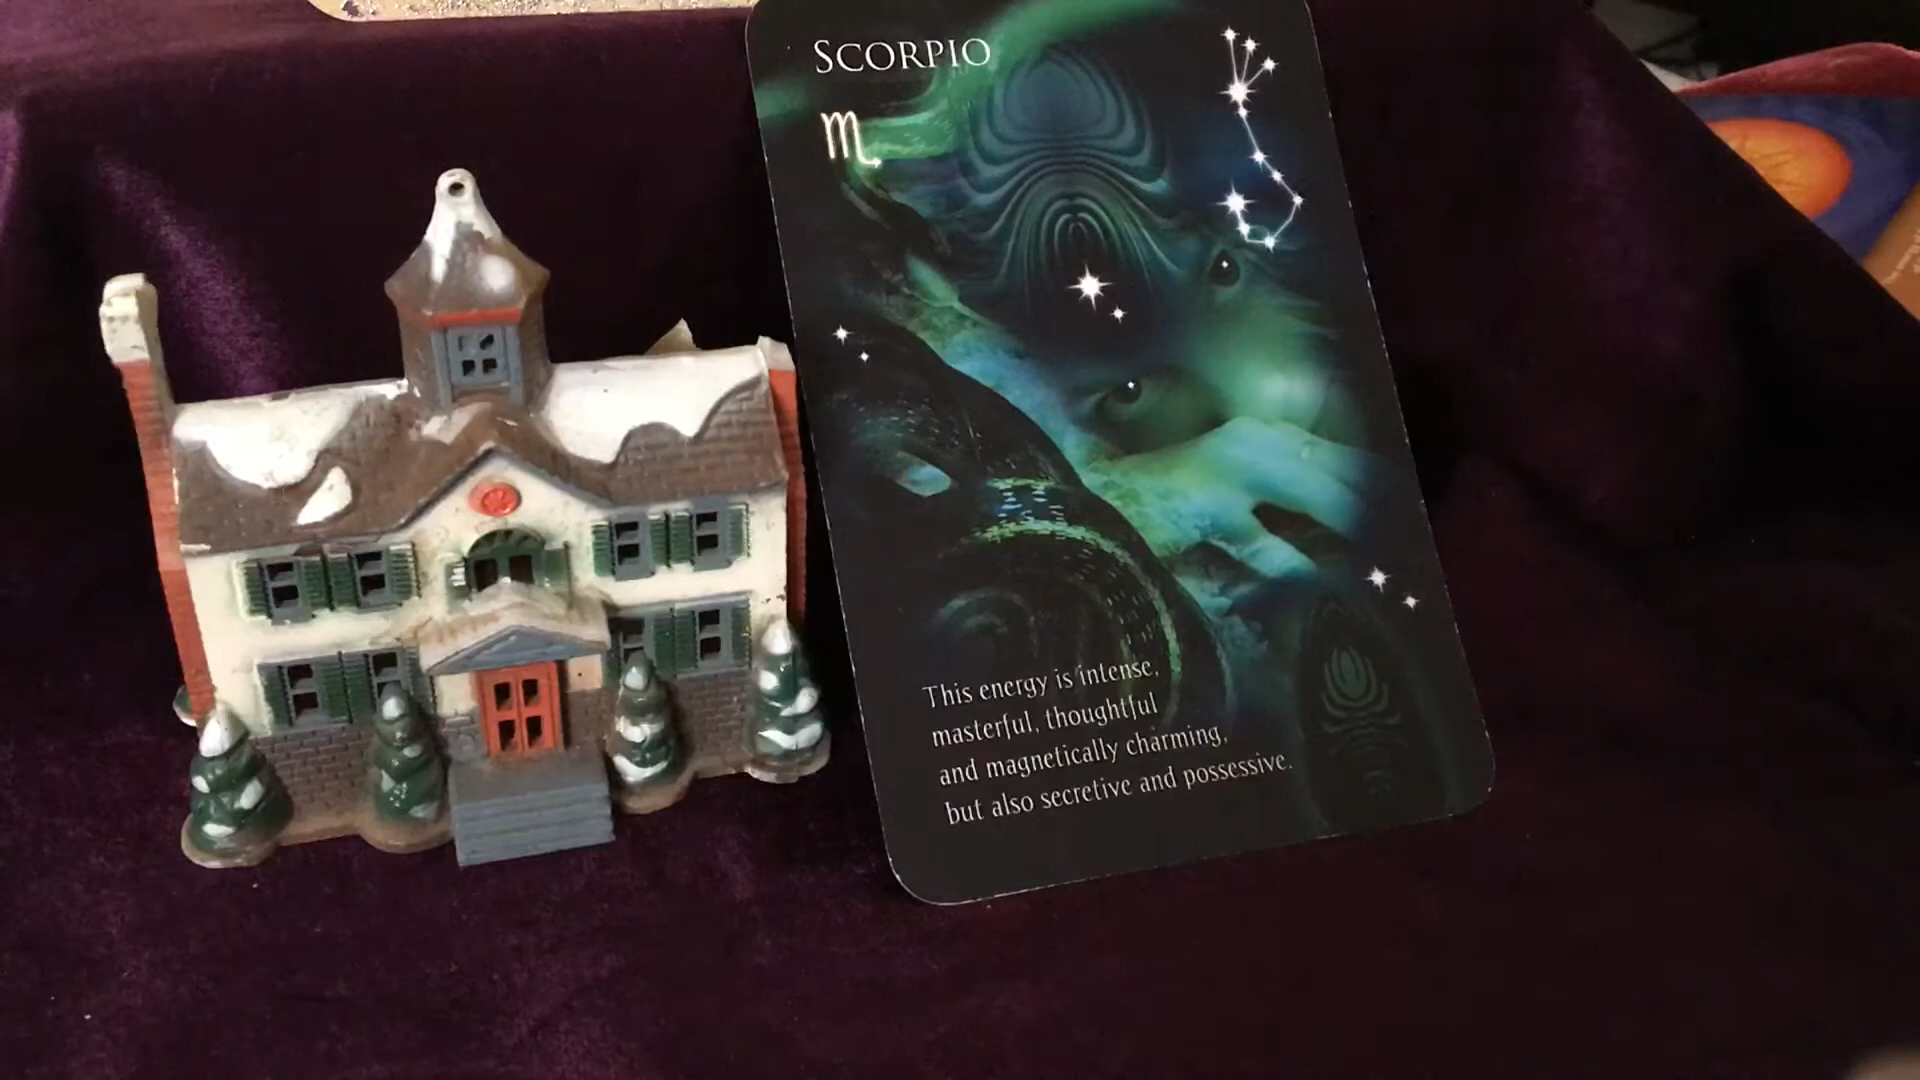 SCORPIO
This energy is intense,
masterful, thoughtful
and magnetically charming,
but also secretive and possessive.